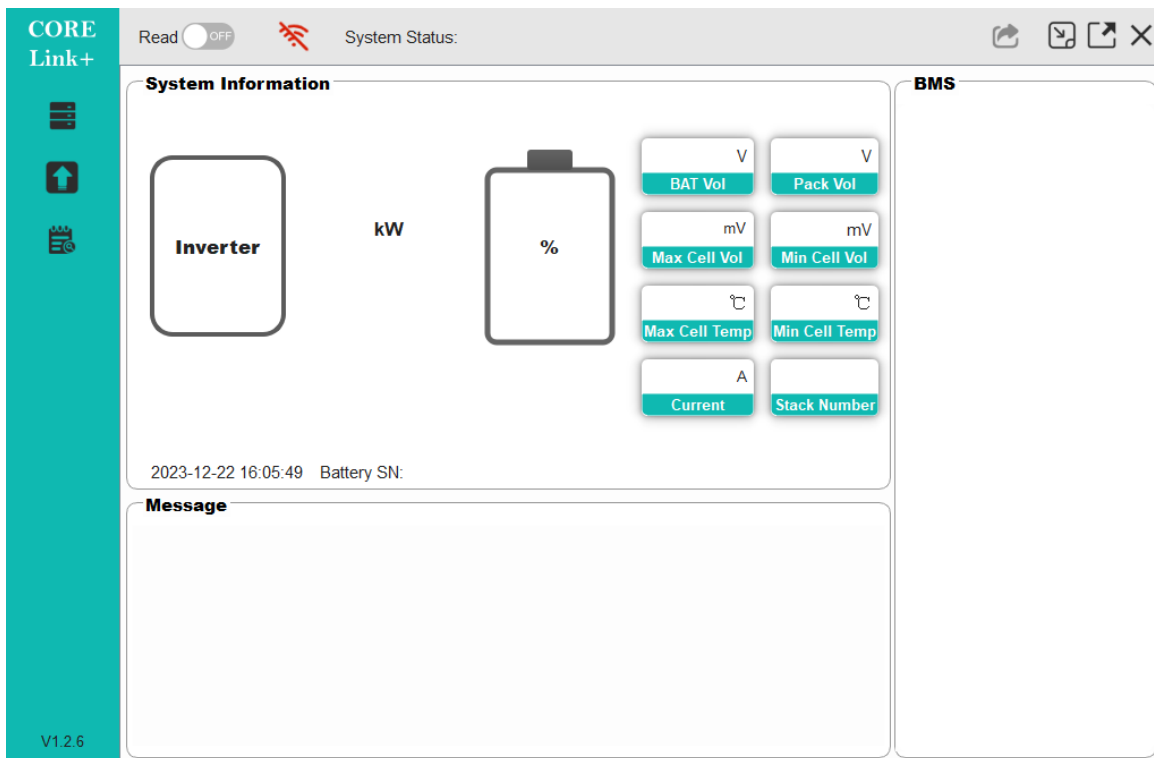 CORE
Link+
Read OFF System Status:
System Information
BMS
Inverter
kW
%
V
BAT Vol
V
Pack Vol
mV
Max Cell Vol
mV
Min Cell Vol
℃
Max Cell Temp
℃
Min Cell Temp
A
Current
Stack Number
2023-12-22 16:05:49 Battery SN:
Message
V1.2.6